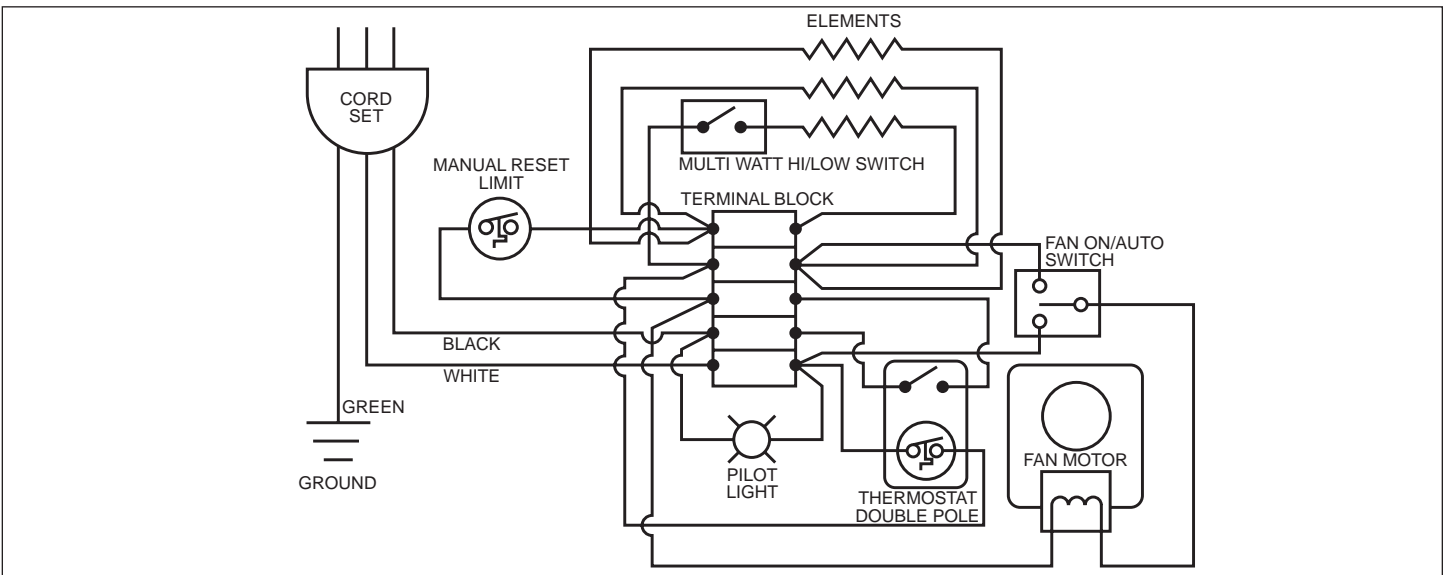 ELEMENTS
CORD
SET
MANUAL RESET
LIMIT
MULTI WATT HI/LOW SWITCH
TERMINAL BLOCK
FAN ON/AUTO
SWITCH
BLACK
WHITE
GREEN
GROUND
PILOT
LIGHT
THERMOSTAT
DOUBLE POLE
FAN MOTOR